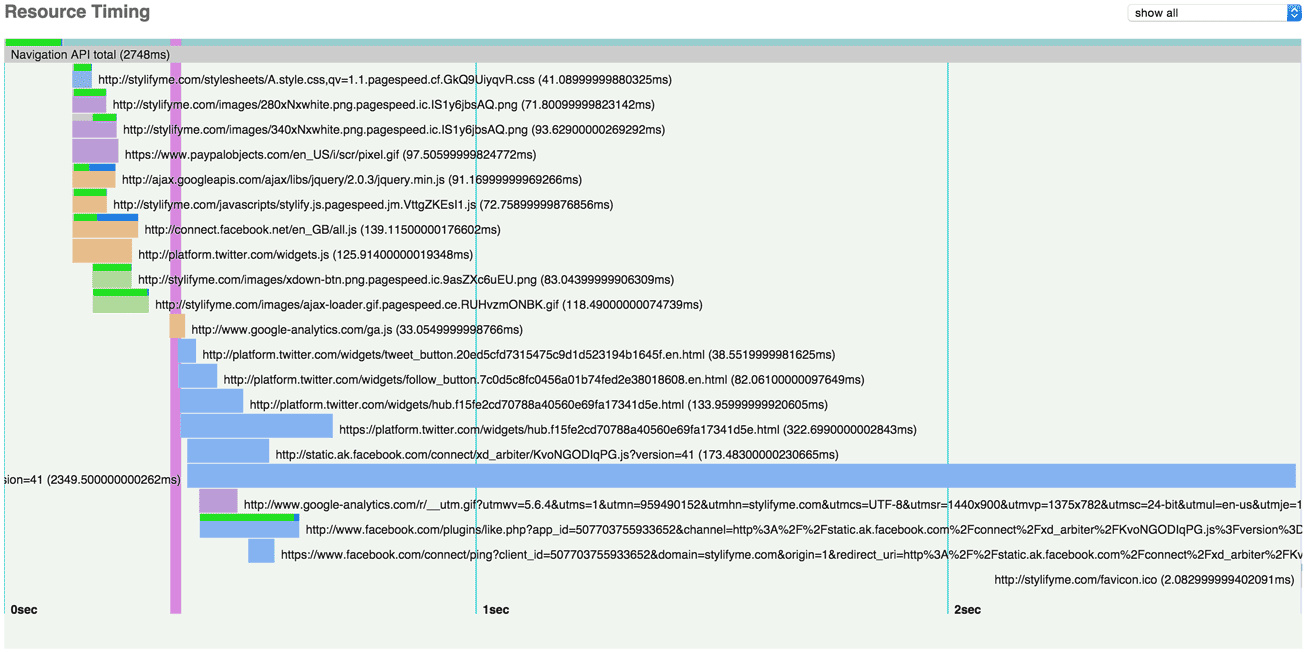 Resource Timing
show all
Navigation API total (2748ms)
http://stylifyme.com/stylesheets/A.style.css,qv=1.1.pagespeed.cf.GkQ9UiyqvR.css (41.08999999880325ms)
http://stylifyme.com/images/280xNxwhite.png.pagespeed.ic.IS1y6jbsAQ.png (71.80099999823142ms)
http://stylifyme.com/images/340xNxwhite.png.pagespeed.ic.IS1y6jbsAQ.png (93.62900000269292ms)
https://www.paypalobjects.com/en_US/i/scr/pixel.gif (97.50599999824772ms)
http://ajax.googleapis.com/ajax/libs/jquery/2.0.3/jquery.min.js (91.16999999969266ms)
http://stylifyme.com/javascripts/stylify.js.pagespeed.jm.VttgZKEsI1.js (72.75899999876856ms)
http://connect.facebook.net/en_GB/all.js (139.11500000176602ms)
http://platform.twitter.com/widgets.js (125.91400000019348ms)
http://stylifyme.com/images/xdown-btn.png.pagespeed.ic.9asZXc6uEU.png (83.04399999906309ms)
http://stylifyme.com/images/ajax-loader.gif.pagespeed.ce.RUHvzmONBK.gif (118.49000000074739ms)
http://www.google-analytics.com/ga.js (33.0549999998766ms)
http://platform.twitter.com/widgets/tweet_button.20ed5cfd7315475c9d1d523194b1645f.en.html (38.5519999981625ms)
http://platform.twitter.com/widgets/follow_button.7c0d5c8fc0456a01b74fed2e38018608.en.html (82.06100000097649ms)
http://platform.twitter.com/widgets/hub.f15fe2cd70788a40560e69fa17341d5e.html (133.95999999920605ms)
https://platform.twitter.com/widgets/hub.f15fe2cd70788a40560e69fa17341d5e.html (322.6990000002843ms)
http://static.ak.facebook.com/connect/xd_arbiter/KvoNGODIqPG.js?version=41 (173.48300000230665ms)
sion=41 (2349.500000000262ms)
http://www.google-analytics.com/r/__utm.gif?utmwv=5.6.4&utms=1&utmn=959490152&utmhn=stylifyme.com&utmcs=UTF-8&utmsr=1440x900&utmvp=1375x782&utmsc=24-bit&utmul=en-us&utmje=1
http://www.facebook.com/plugins/like.php?app_id=507703755933652&channel=http%3A%2F%2Fstatic.ak.facebook.com%2Fconnect%2Fxd_arbiter%2FKvoNGODIqPG.js%3Fversion%3D
https://www.facebook.com/connect/ping?client_id=507703755933652&domain=stylifyme.com&origin=1&redirect_uri=http%3A%2F%2Fstatic.ak.facebook.com%2Fconnect%2Fxd_arbiter%2FKv
http://stylifyme.com/favicon.ico (2.082999999402091ms)
0sec
1sec
2sec